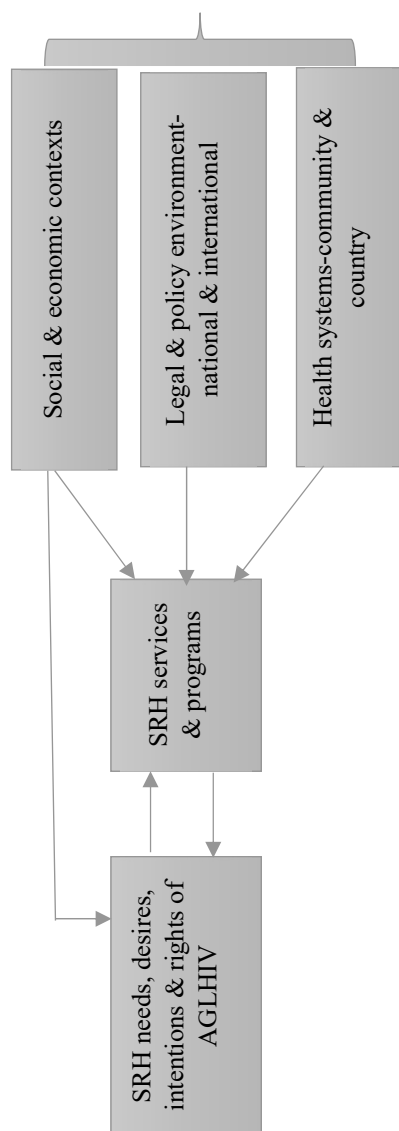 Social & economic contexts
Legal & policy environment-
national & international
Health systems-community &
country
SRH services
& programs
SRH needs, desires,
intentions & rights of
AGLHIV